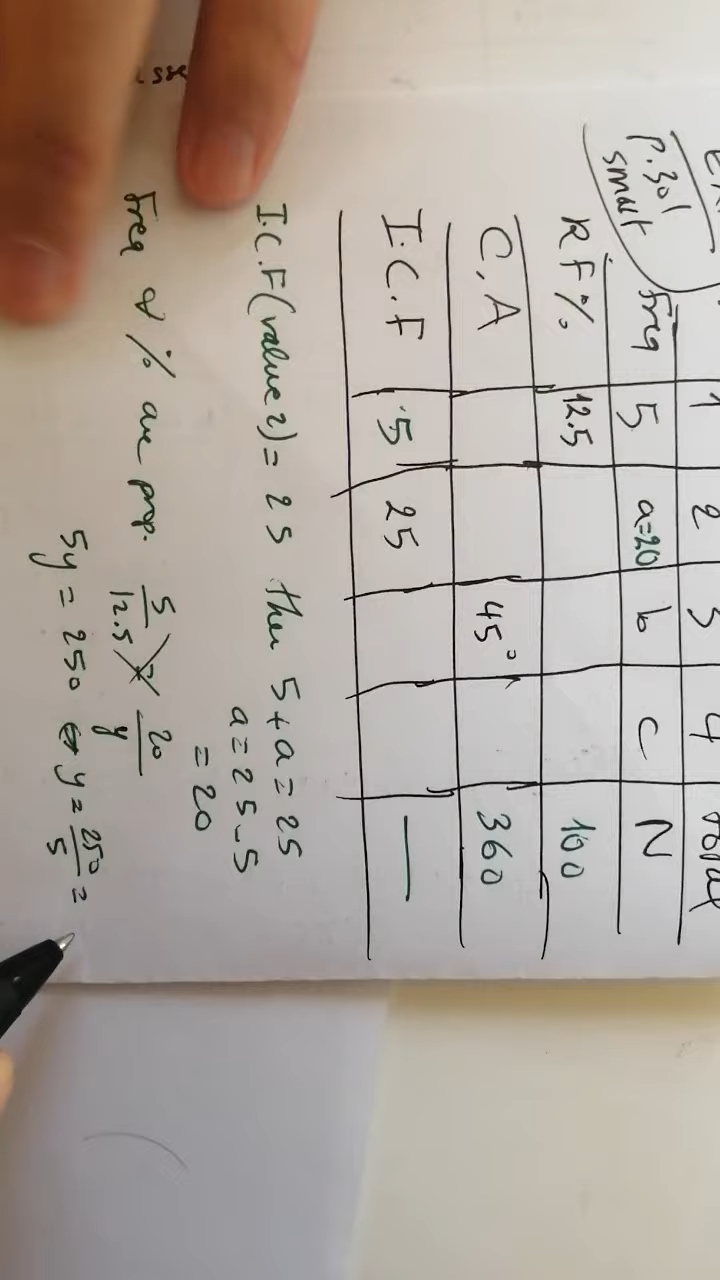 P.301
smart
1 2 3 4 Total
freq 5 a=20 b c N
RF% 12.5 100
C.A 45° 360
I.C.F 5 25 —
I.C.F(value 2) = 25 then 5+a=25
a=25-5
=20
freq & % are prop. 5/12.5 = 20/y
5y = 250 y = 250/5 =